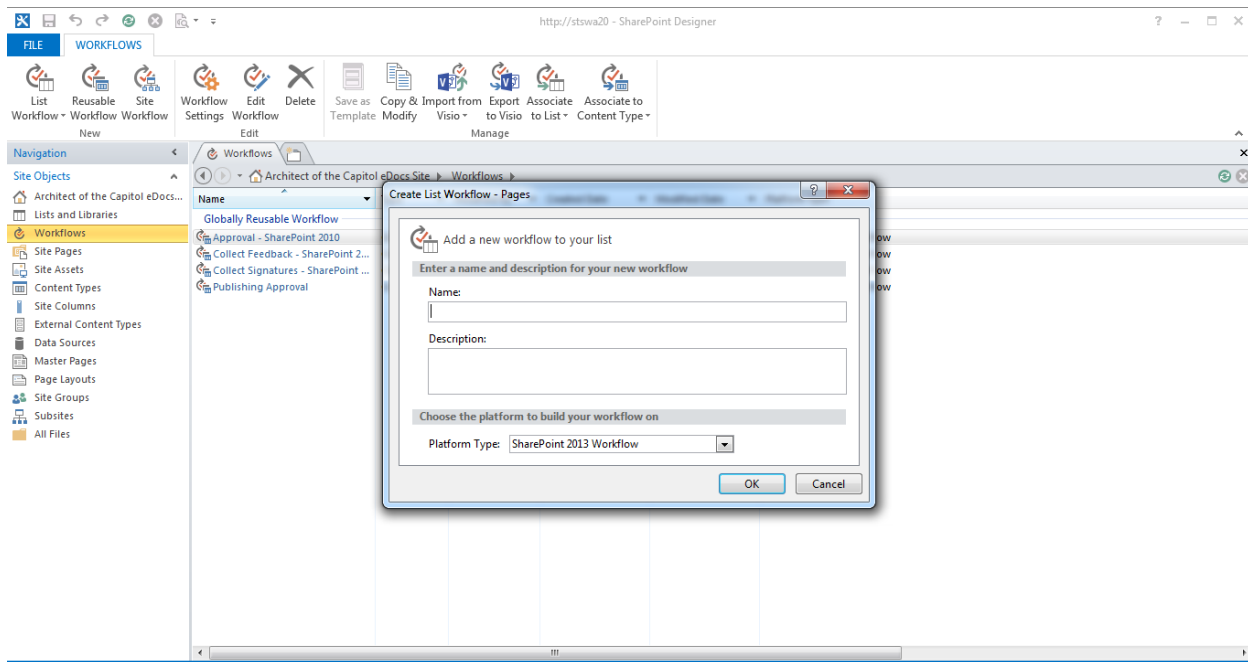 http://stswa20 - SharePoint Designer
FILE WORKFLOWS
List Workflow
Reusable Workflow
Site Workflow
Workflow Settings
Edit Workflow
Delete
Save as Template
Copy & Modify
Import from Visio
Export to Visio
Associate to List
Associate to Content Type
New
Edit
Manage
Navigation
Workflows
Site Objects
Architect of the Capitol eDocs Site Workflows
Architect of the Capitol eDocs...
Lists and Libraries
Workflows
Site Pages
Site Assets
Content Types
Site Columns
External Content Types
Data Sources
Master Pages
Page Layouts
Site Groups
Subsites
All Files
Name
Globally Reusable Workflow
Approval - SharePoint 2010
Collect Feedback - SharePoint 2...
Collect Signatures - SharePoint ...
Publishing Approval
ow
ow
ow
ow
Create List Workflow - Pages
Add a new workflow to your list
Enter a name and description for your new workflow
Name:
Description:
Choose the platform to build your workflow on
Platform Type: SharePoint 2013 Workflow
OK Cancel